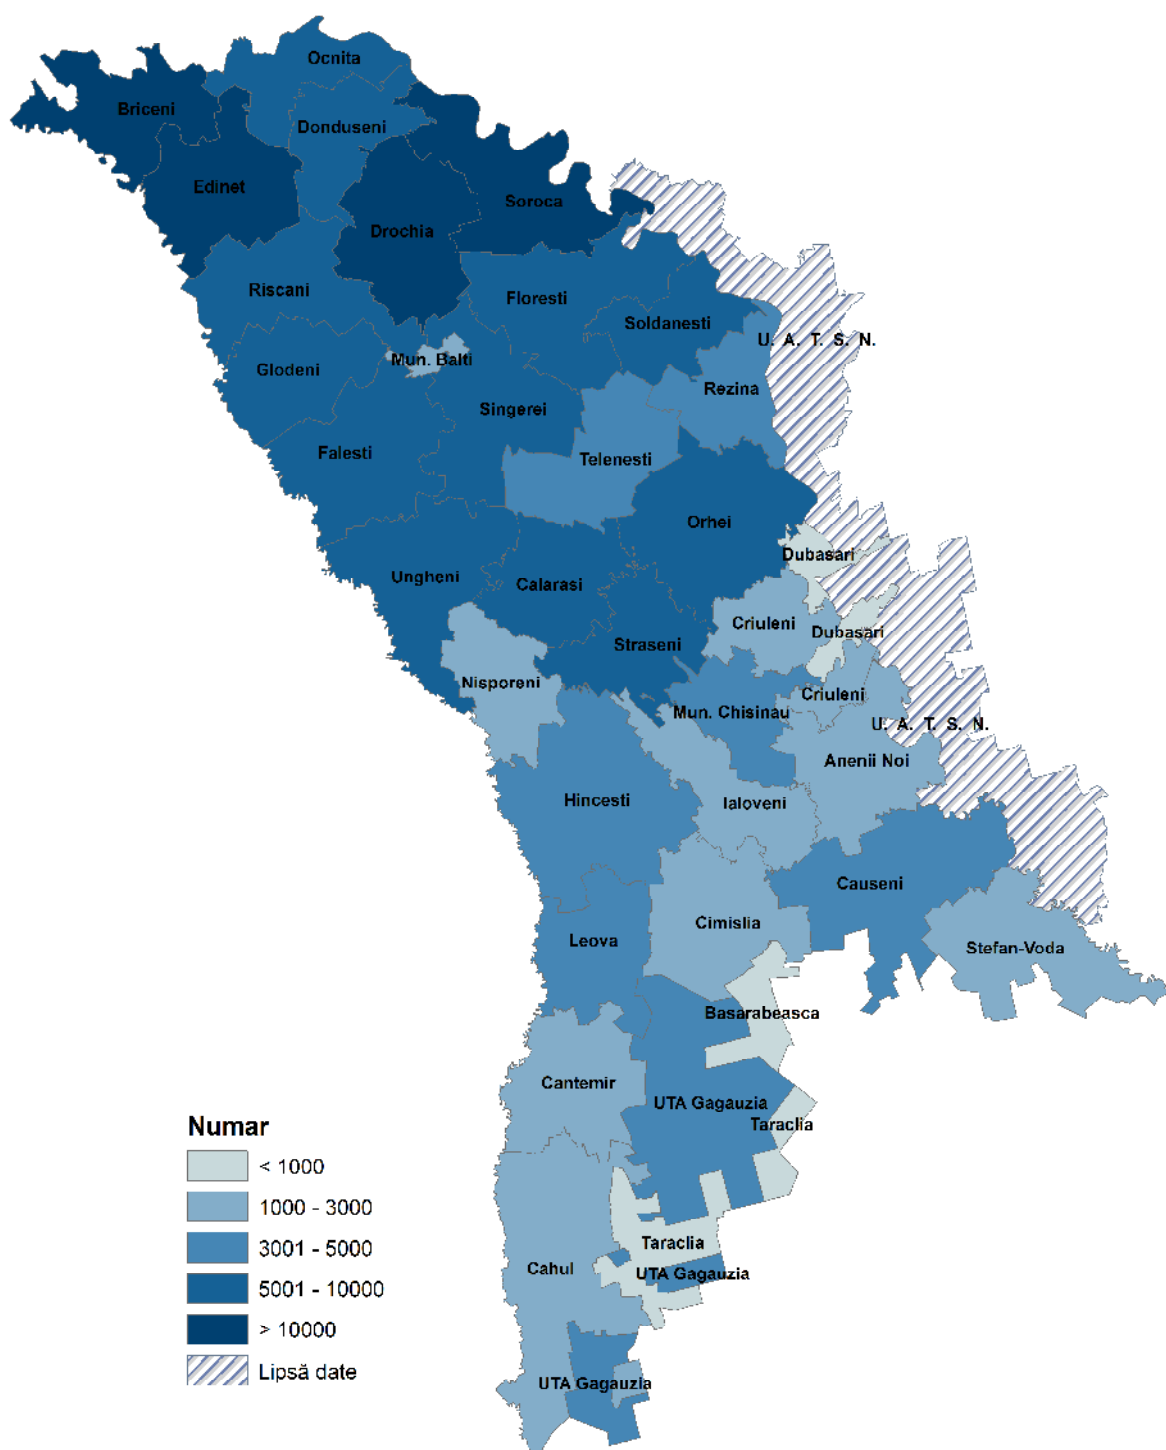 Ocnita
Briceni
Donduseni
Edinet
Soroca
Drochia
Riscani
Floresti
Soldanesti
U. A. T. S. N.
Mun. Balti
Glodeni
Rezina
Singerei
Falesti
Telenesti
Orhei
Dubasari
Ungheni
Calarasi
Criuleni
Dubasari
Straseni
Nisporeni
Criuleni
Mun. Chisinau
U. A. T. S. N.
Anenii Noi
Hincesti
Ialoveni
Causeni
Cimislia
Leova
Stefan-Voda
Basarabeasca
Cantemir
UTA Gagauzia
Taraclia
Taraclia
Cahul
UTA Gagauzia
UTA Gagauzia
Numar
< 1000
1000 - 3000
3001 - 5000
5001 - 10000
> 10000
Lipsă date